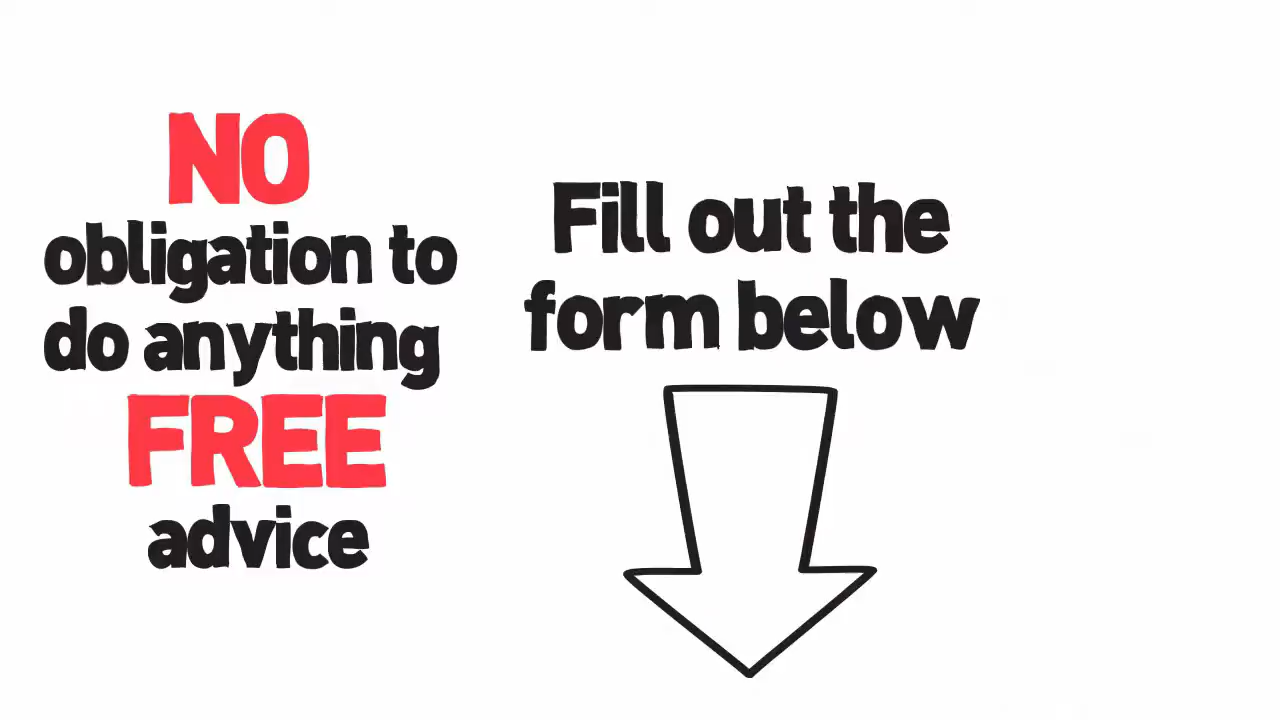 NO
obligation to
do anything
FREE
advice
Fill out the
form below